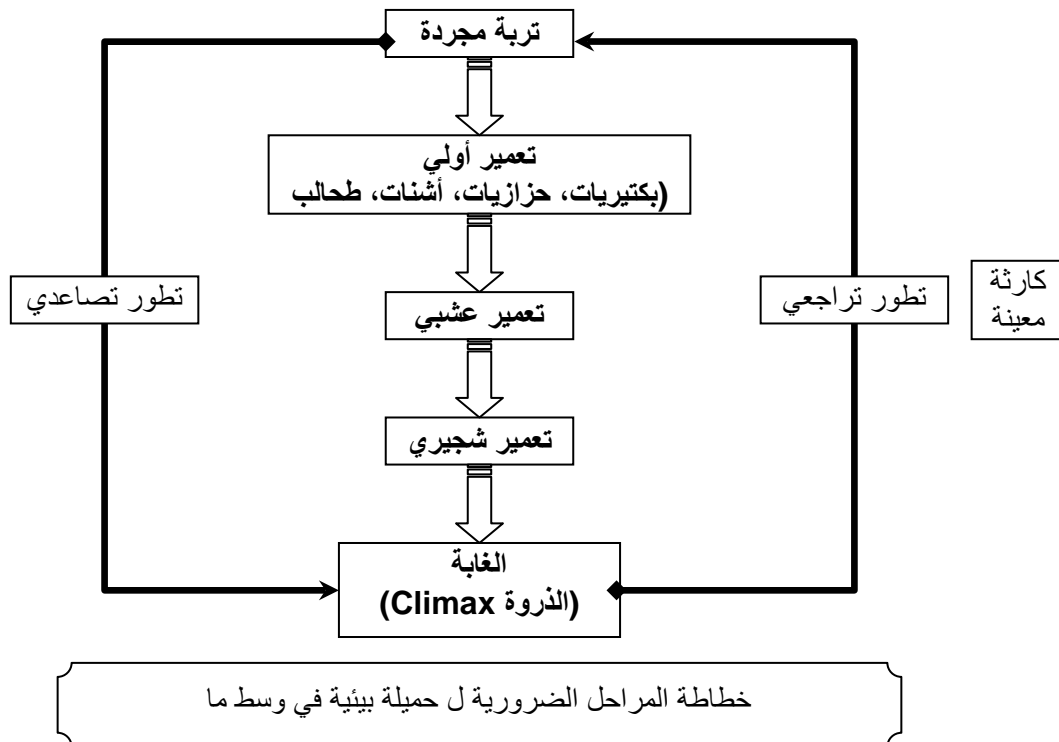 تربة مجردة
تعمير أولي
(بكتيريات، حزازيات، أشنات، طحالب
تطور تصاعدي
تعمير عشبي
تطور تراجعي
كارثة
معينة
تعمير شجيري
الغابة
(الذروة Climax)
خطاطة المراحل الضرورية ل حميلة بيئية في وسط ما